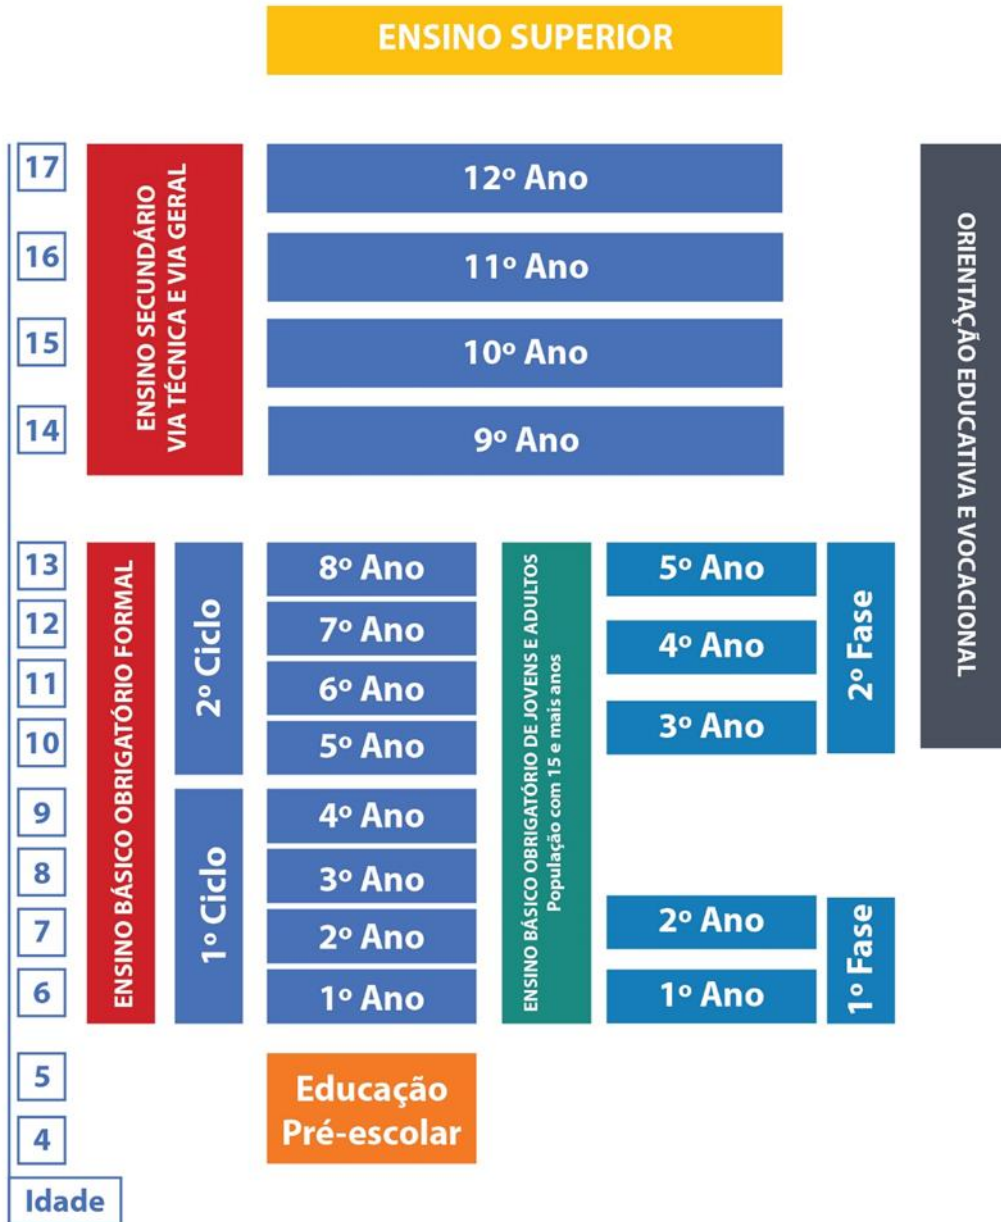 ENSINO SUPERIOR
17
ENSINO SECUNDÁRIO
VIA TÉCNICA E VIA GERAL
12º Ano
16
11º Ano
15
10º Ano
14
9º Ano
ORIENTAÇÃO EDUCATIVA E VOCACIONAL
13
ENSINO BÁSICO OBRIGATÓRIO FORMAL
2º Ciclo
8º Ano
ENSINO BÁSICO OBRIGATÓRIO DE JOVENS E ADULTOS
População com 15 e mais anos
5º Ano
2º Fase
12
7º Ano
4º Ano
11
6º Ano
3º Ano
10
5º Ano
9
1º Ciclo
4º Ano
8
3º Ano
7
2º Ano
2º Ano
1º Fase
6
1º Ano
1º Ano
5
Educação
Pré-escolar
4
Idade